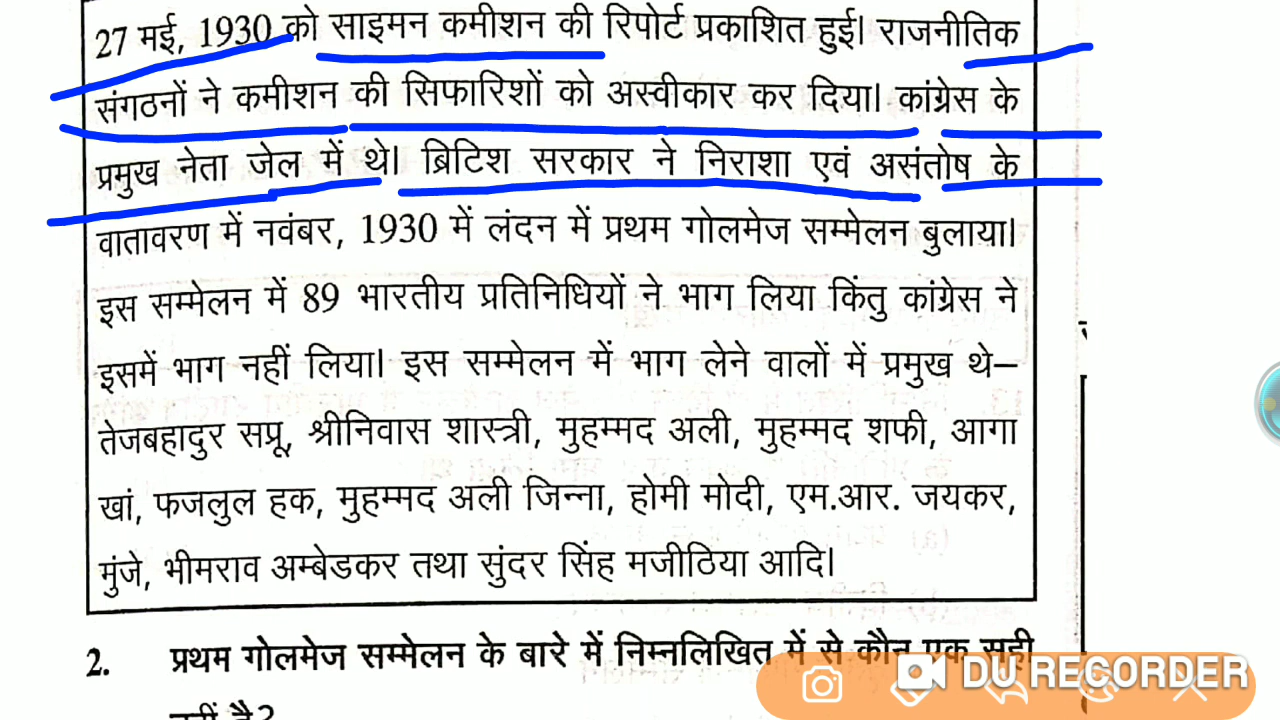 27 मई, 1930 को साइमन कमीशन की रिपोर्ट प्रकाशित हुई। राजनीतिक
संगठनों ने कमीशन की सिफारिशों को अस्वीकार कर दिया। कांग्रेस के
प्रमुख नेता जेल में थे। ब्रिटिश सरकार ने निराशा एवं असंतोष के
वातावरण में नवंबर, 1930 में लंदन में प्रथम गोलमेज सम्मेलन बुलाया।
इस सम्मेलन में 89 भारतीय प्रतिनिधियों ने भाग लिया किंतु कांग्रेस ने
इसमें भाग नहीं लिया। इस सम्मेलन में भाग लेने वालों में प्रमुख थे–
तेजबहादुर सप्रू, श्रीनिवास शास्त्री, मुहम्मद अली, मुहम्मद शफी, आगा
खां, फजलुल हक, मुहम्मद अली जिन्ना, होमी मोदी, एम.आर. जयकर,
मुंजे, भीमराव अम्बेडकर तथा सुंदर सिंह मजीठिया आदि।
2. प्रथम गोलमेज सम्मेलन के बारे में निम्नलिखित में से कौन एक सही
नहीं है?
DU RECORDER